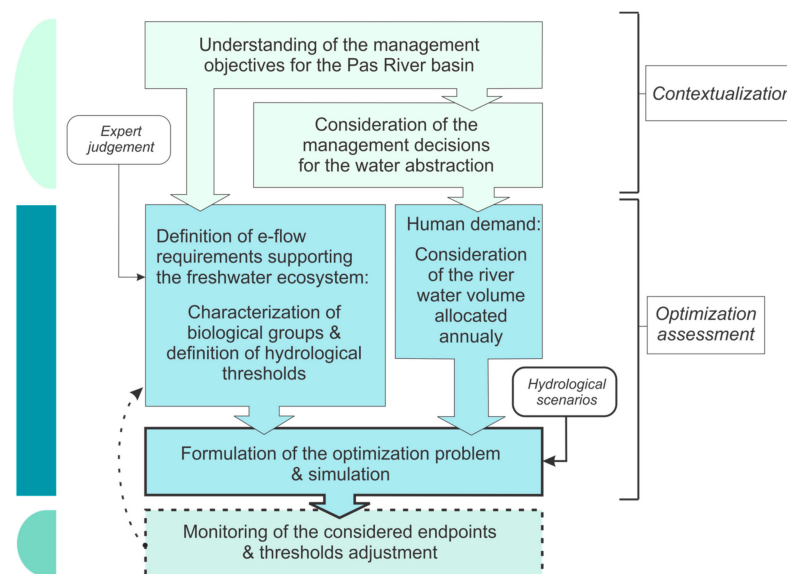 Understanding of the management
objectives for the Pas River basin
Contextualization
Expert
judgement
Consideration of the
management decisions
for the water abstraction
Definition of e-flow
requirements supporting
the freshwater ecosystem:
Characterization of
biological groups &
definition of hydrological
thresholds
Human demand:
Consideration
of the river
water volume
allocated
annualy
Optimization
assessment
Hydrological
scenarios
Formulation of the optimization problem
& simulation
Monitoring of the considered endpoints
& thresholds adjustment